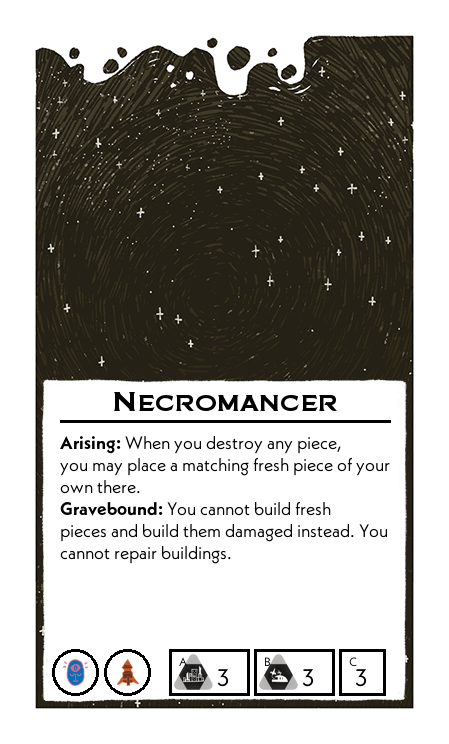 NECROMANCER
Arising: When you destroy any piece,
you may place a matching fresh piece of your
own there.
Gravebound: You cannot build fresh
pieces and build them damaged instead. You
cannot repair buildings.
A 3 B 3 C 3